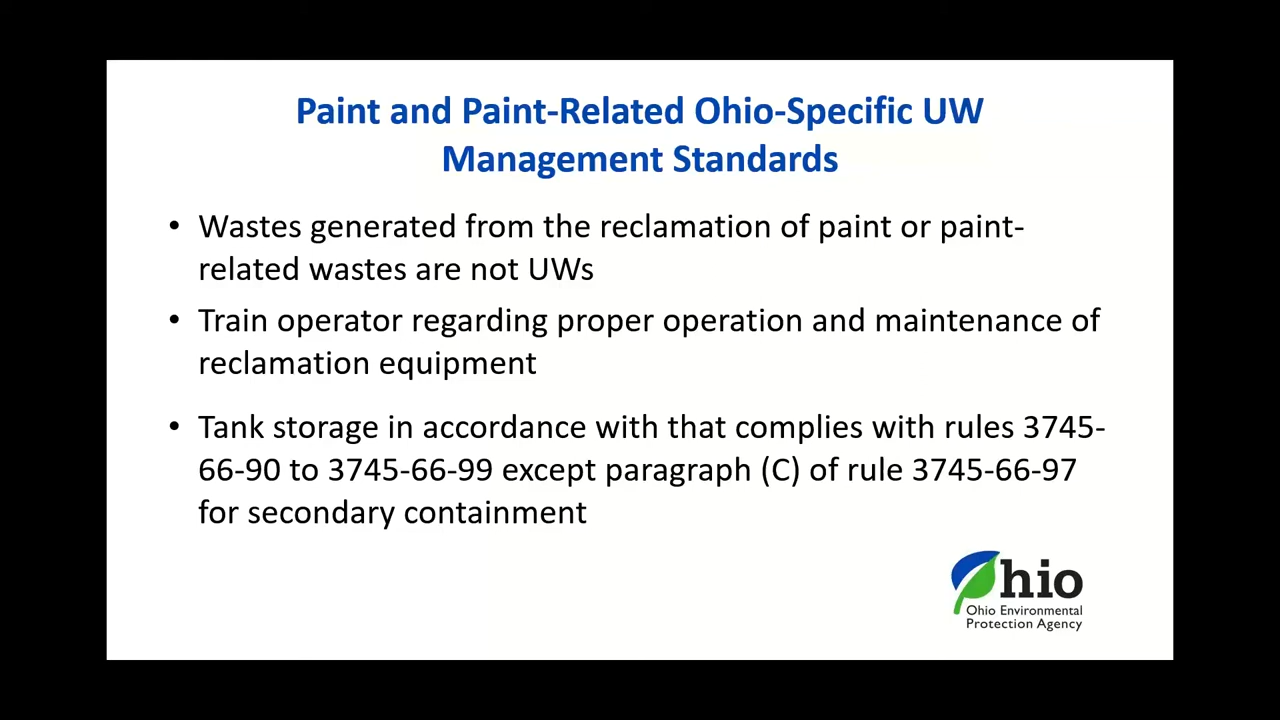 Paint and Paint-Related Ohio-Specific UW
Management Standards
• Wastes generated from the reclamation of paint or paint-
related wastes are not UWs
• Train operator regarding proper operation and maintenance of
reclamation equipment
• Tank storage in accordance with that complies with rules 3745-
66-90 to 3745-66-99 except paragraph (C) of rule 3745-66-97
for secondary containment
Ohio
Ohio Environmental
Protection Agency